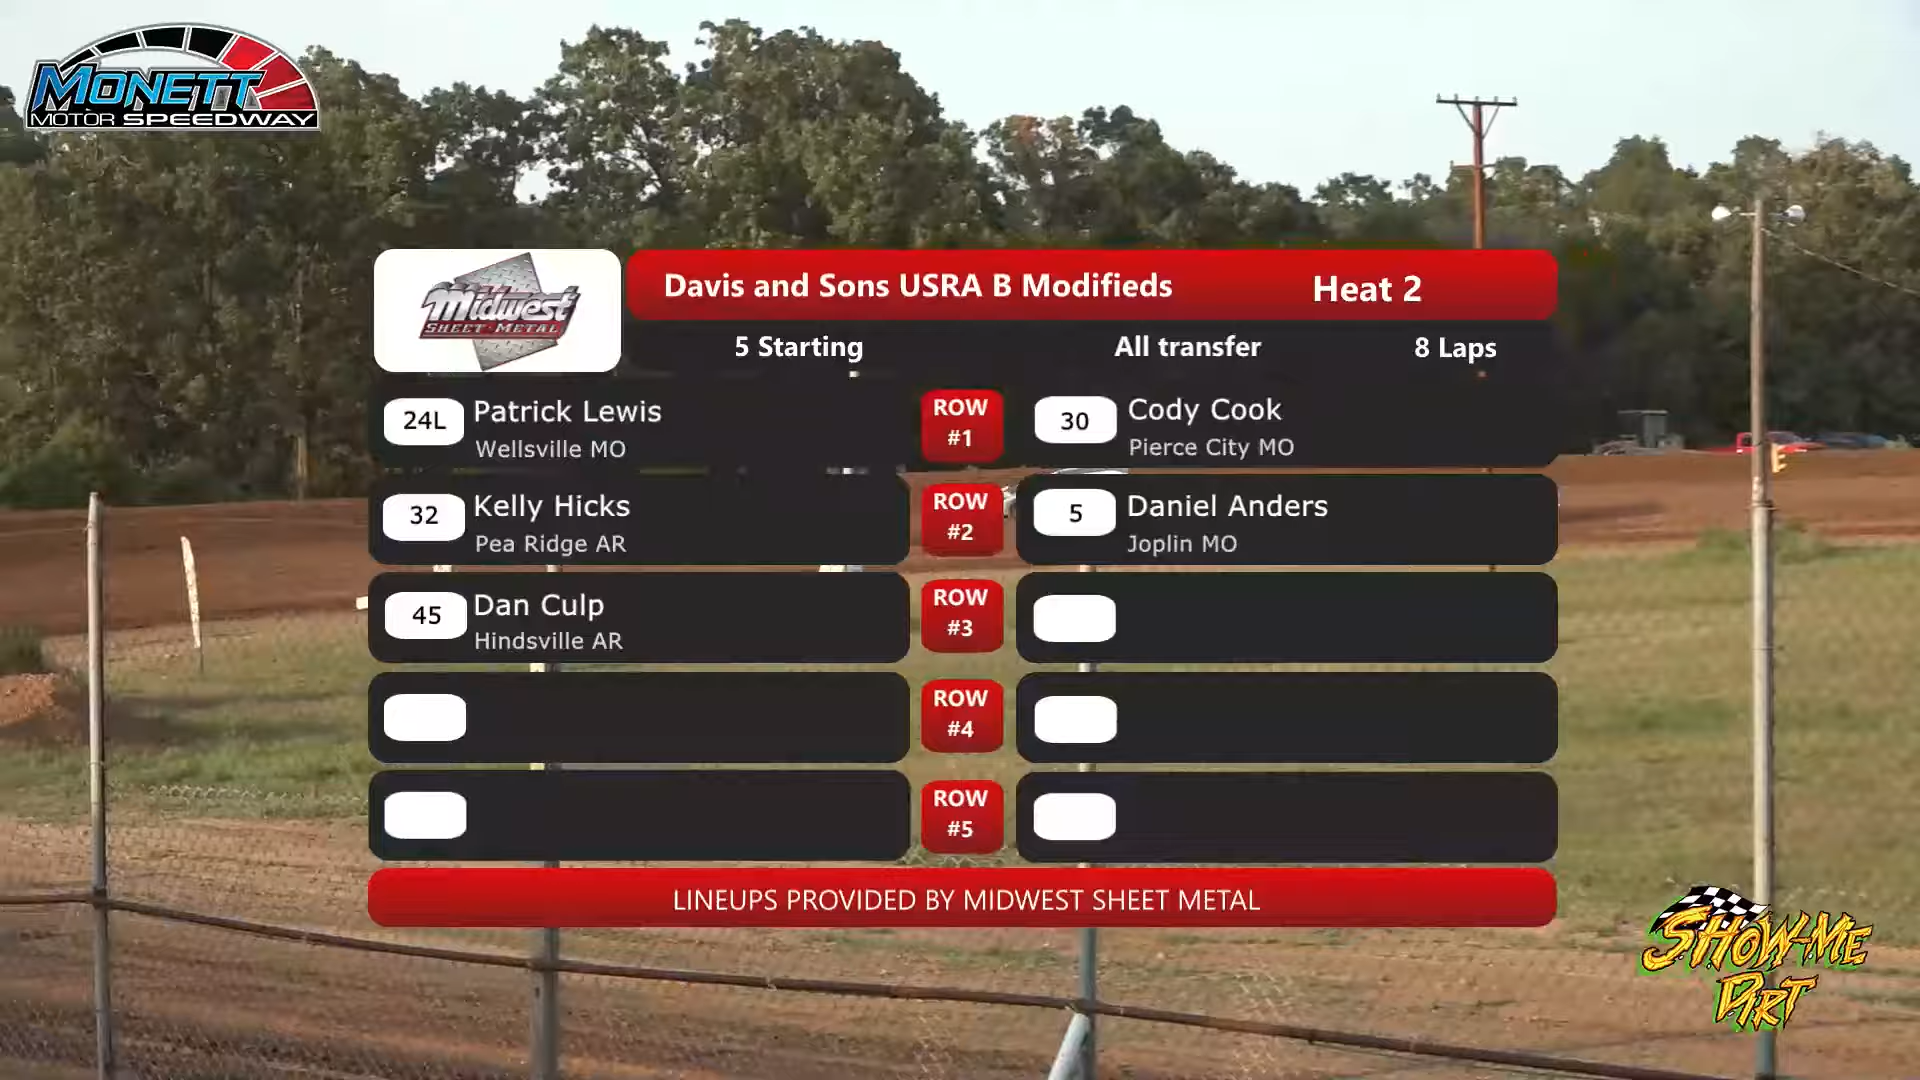 MONETT
MOTOR SPEEDWAY
Midwest
SHEET METAL
Davis and Sons USRA B Modifieds
Heat 2
5 Starting
All transfer
8 Laps
24L
Patrick Lewis
Wellsville MO
ROW
#1
30
Cody Cook
Pierce City MO
32
Kelly Hicks
Pea Ridge AR
ROW
#2
5
Daniel Anders
Joplin MO
45
Dan Culp
Hindsville AR
ROW
#3
ROW
#4
ROW
#5
LINEUPS PROVIDED BY MIDWEST SHEET METAL
SHOW-ME
DIRT